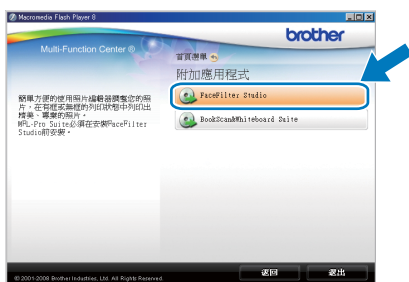 Macromedia Flash Player 8
brother
Multi-Function Center ®
首頁選單
附加應用程式
FaceFilter Studio
BookScan&Whiteboard Suite
簡單方便的使用照片編輯器調整您的照
片，在有框或無框的列印狀態中列印出
精美、專業的照片。
MFL-Pro Suite必須在安裝FaceFilter
Studio前安裝。
© 2001-2008 Brother Industries, Ltd. All Rights Reserved.
返回
退出